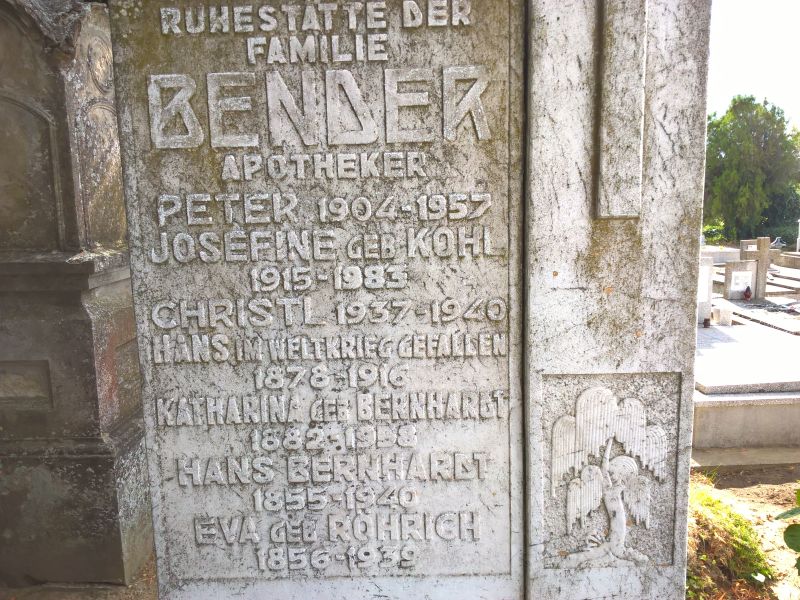 RUHESTÄTTE DER
FAMILIE
BENDER
APOTHEKER
PETER 1904-1957
JOSEFINE GEB KOHL
1915-1983
CHRISTL 1937-1940
HANS IM WELTKRIEG GEFALLEN
1878-1916
KATHARINA GEB BERNHARDT
1882-1958
HANS BERNHARDT
1855-1940
EVA GEB RÖHRICH
1856-1939